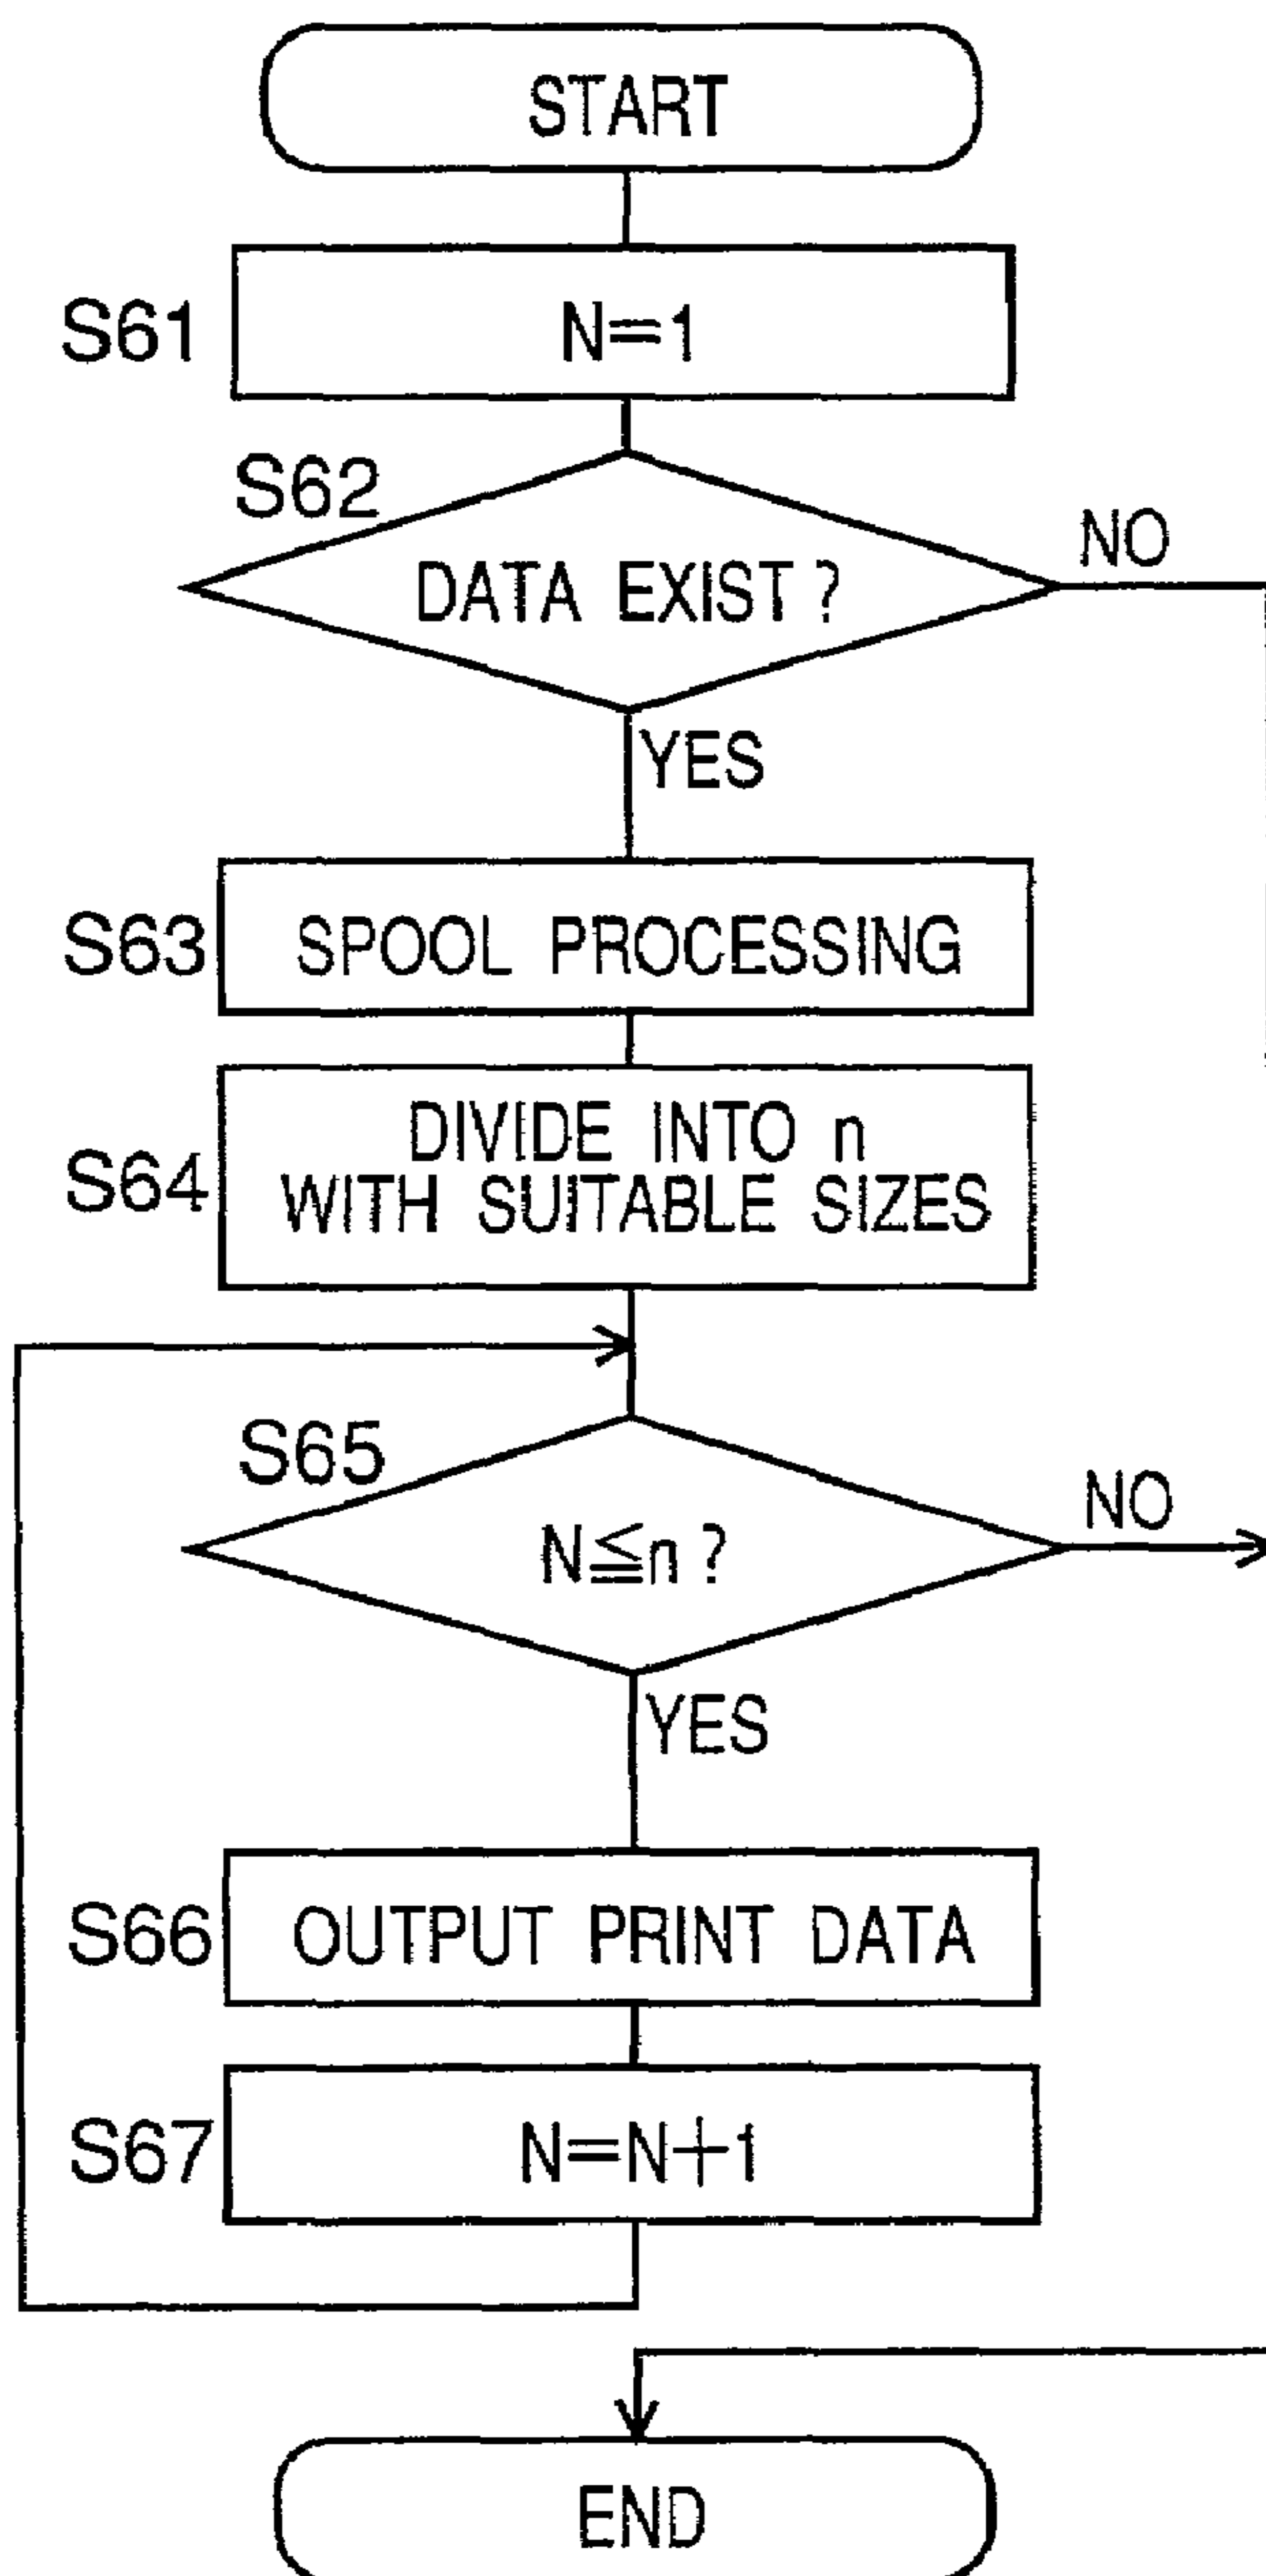 START
S61
N=1
S62
DATA EXIST?
NO
YES
S63
SPOOL PROCESSING
S64
DIVIDE INTO n
WITH SUITABLE SIZES
S65
N≦n?
NO
YES
S66
OUTPUT PRINT DATA
S67
N=N+1
END